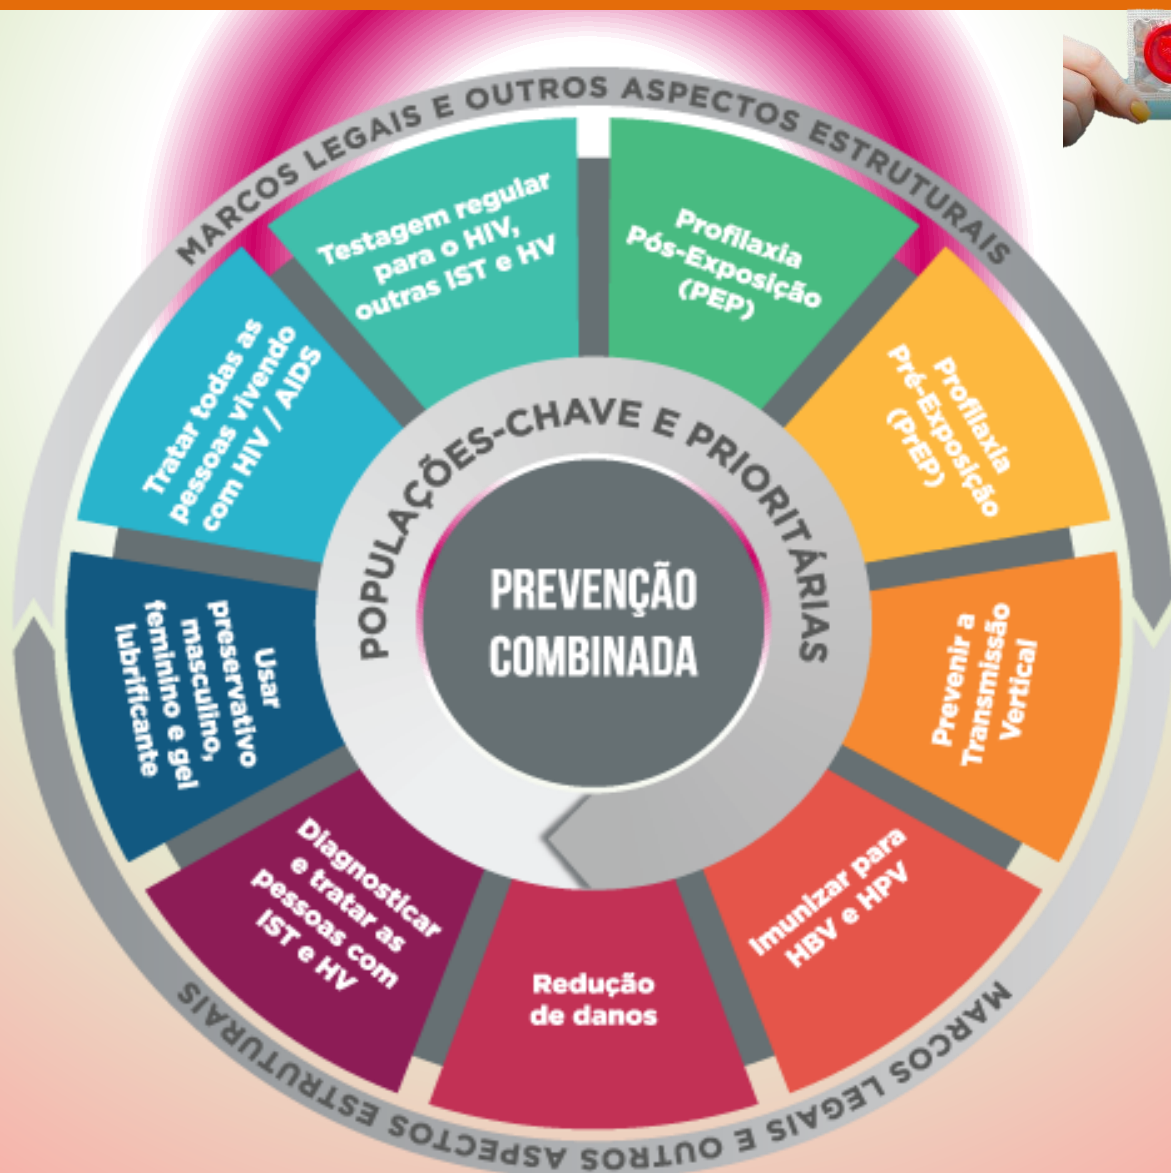 MARCOS LEGAIS E OUTROS ASPECTOS ESTRUTURAIS
Testagem regular
para o HIV,
outras IST e HV
Profilaxia
Pós-Exposição
(PEP)
Profilaxia
Pré-Exposição
(PrEP)
Prevenir a
Transmissão
Vertical
Imunizar para
HBV e HPV
Redução
de danos
Diagnosticar
e tratar as
pessoas com
IST e HV
Usar
preservativo
masculino,
feminino e gel
lubrificante
Tratar todas as
pessoas vivendo
com HIV / AIDS
POPULAÇÕES-CHAVE E PRIORITÁRIAS
PREVENÇÃO
COMBINADA
MARCOS LEGAIS E OUTROS ASPECTOS ESTRUTURAIS